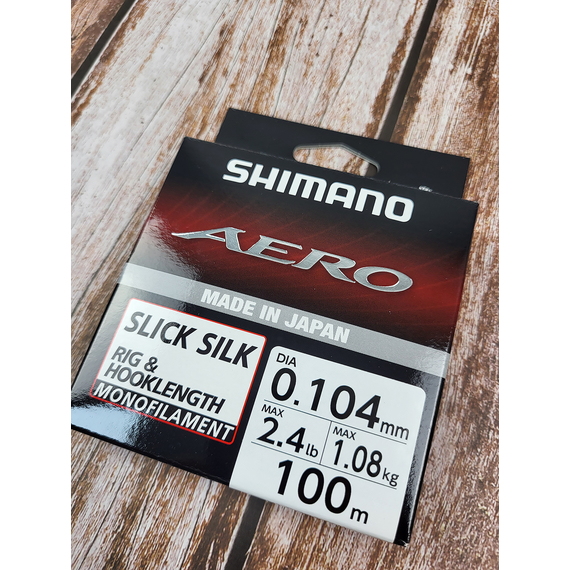 SHIMANO
AERO
MADE IN JAPAN
SLICK SILK
RIG &
HOOKLENGTH
MONOFILAMENT
DIA
0.104mm
MAX
2.4lb
MAX
1.08kg
100m